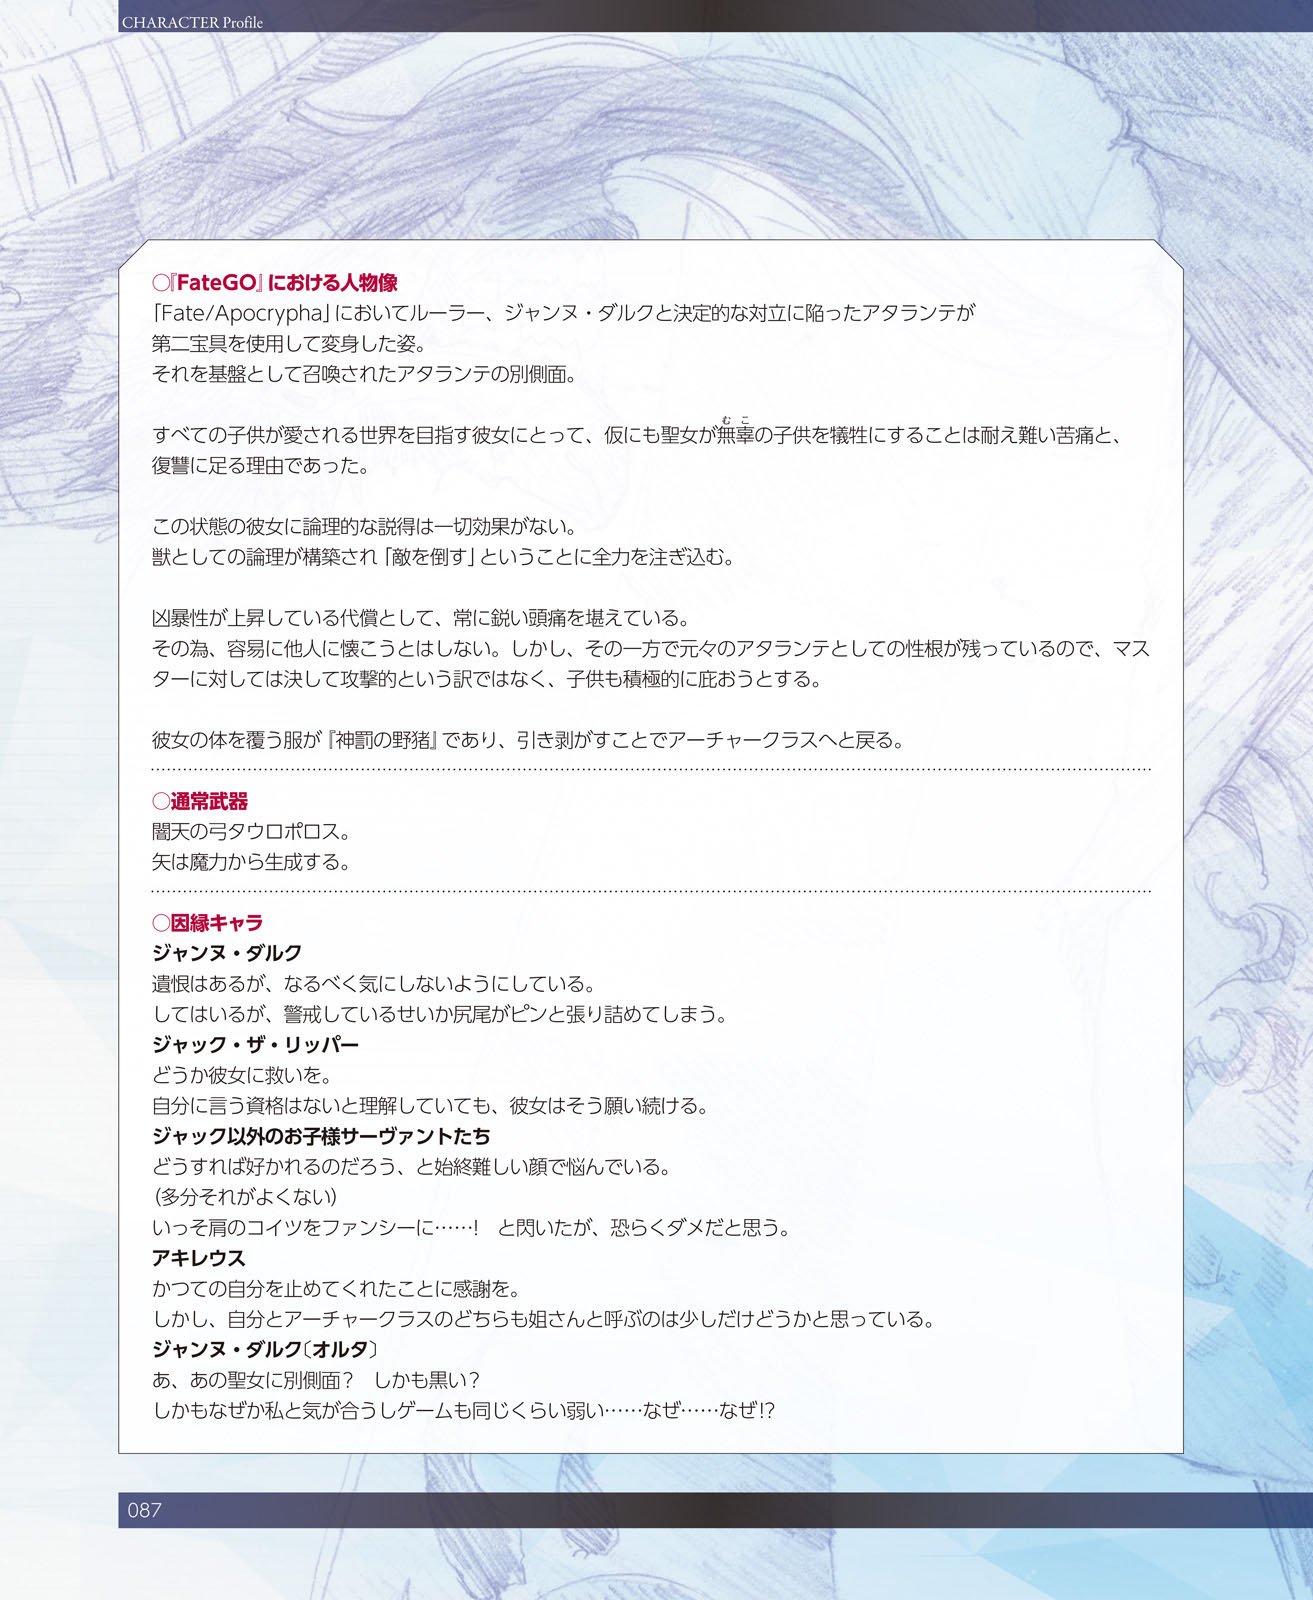 CHARACTER Profile
○『FateGO』における人物像
「Fate/Apocrypha」においてルーラー、ジャンヌ・ダルクと決定的な対立に陥ったアタランテが
第二宝具を使用して変身した姿。
それを基盤として召喚されたアタランテの別側面。
むこ
すべての子供が愛される世界を目指す彼女にとって、仮にも聖女が無辜の子供を犠牲にすることは耐え難い苦痛と、
復讐に足る理由であった。
この状態の彼女に論理的な説得は一切効果がない。
獣としての論理が構築され「敵を倒す」ということに全力を注ぎ込む。
凶暴性が上昇している代償として、常に鋭い頭痛を堪えている。
その為、容易に他人に懐こうとはしない。しかし、その一方で元々のアタランテとしての性根が残っているので、マス
ターに対しては決して攻撃的という訳ではなく、子供も積極的に庇おうとする。
彼女の体を覆う服が『神罰の野猪』であり、引き剥がすことでアーチャークラスへと戻る。
○通常武器
闇天の弓タウロポロス。
矢は魔力から生成する。
○因縁キャラ
ジャンヌ・ダルク
遺恨はあるが、なるべく気にしないようにしている。
してはいるが、警戒しているせいか尻尾がピンと張り詰めてしまう。
ジャック・ザ・リッパー
どうか彼女に救いを。
自分に言う資格はないと理解していても、彼女はそう願い続ける。
ジャック以外のお子様サーヴァントたち
どうすれば好かれるのだろう、と始終難しい顔で悩んでいる。
（多分それがよくない）
いっそ肩のコイツをファンシーに……！　と閃いたが、恐らくダメだと思う。
アキレウス
かつての自分を止めてくれたことに感謝を。
しかし、自分とアーチャークラスのどちらも姐さんと呼ぶのは少しだけどうかと思っている。
ジャンヌ・ダルク〔オルタ〕
あ、あの聖女に別側面？　しかも黒い？
しかもなぜか私と気が合うしゲームも同じくらい弱い……なぜ……なぜ!?
087